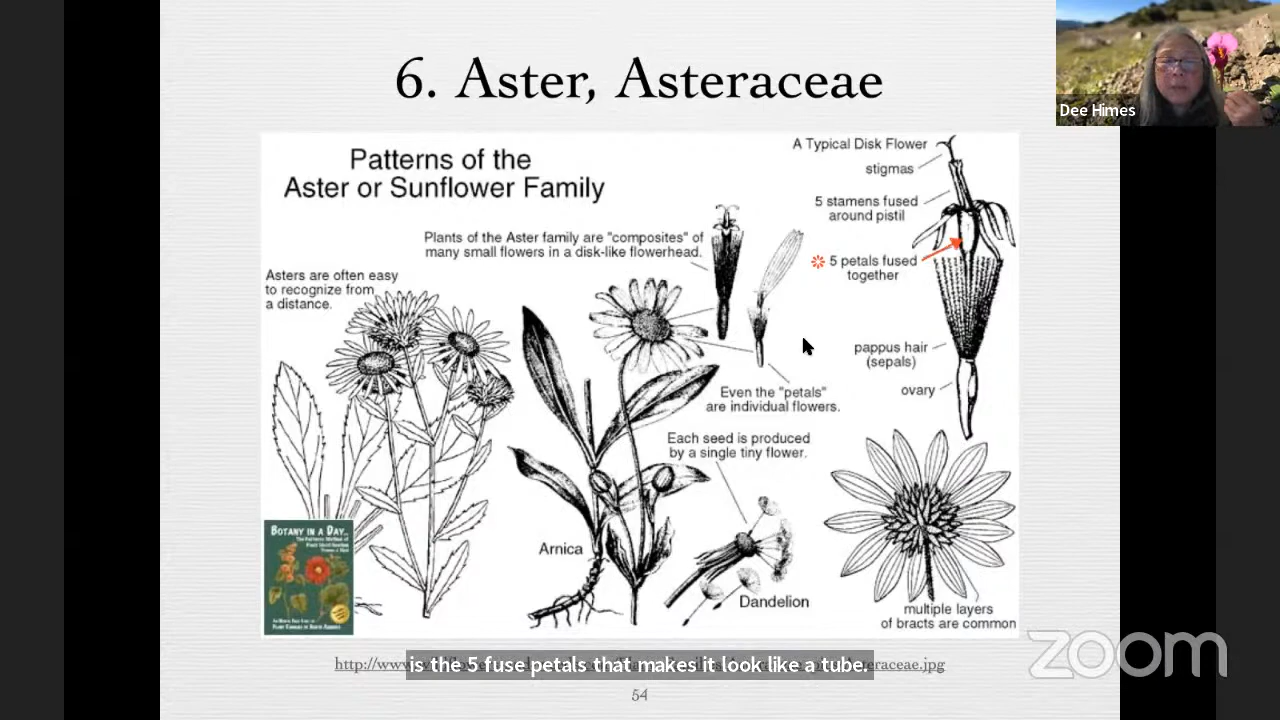 6. Aster, Asteraceae
Dee Himes
Patterns of the
Aster or Sunflower Family
A Typical Disk Flower
stigmas
5 stamens fused
around pistil
5 petals fused
together
pappus hair
(sepals)
ovary
Plants of the Aster family are "composites" of
many small flowers in a disk-like flowerhead.
Asters are often easy
to recognize from
a distance.
Even the "petals"
are individual flowers.
Each seed is produced
by a single tiny flower.
Arnica
Dandelion
multiple layers
of bracts are common
BOTANY IN A DAY...
http://www
eraceae.jpg
is the 5 fuse petals that makes it look like a tube.
54
zoom